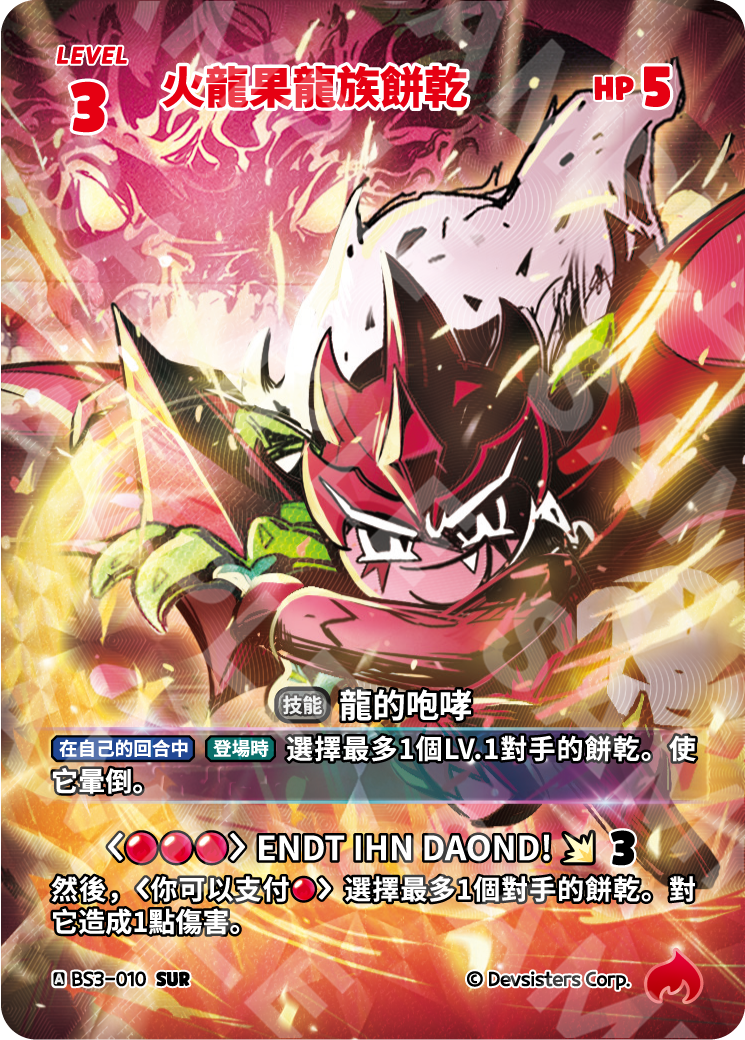 LEVEL
3
火龍果龍族餅乾
HP 5
技能 龍的咆哮
在自己的回合中 登場時 選擇最多1個LV.1對手的餅乾。使
它暈倒。
〈🔴🔴🔴〉 ENDT IHN DAOND! 3
然後，〈你可以支付🔴〉選擇最多1個對手的餅乾。對
它造成1點傷害。
A BS3-010 SUR
© Devsisters Corp.